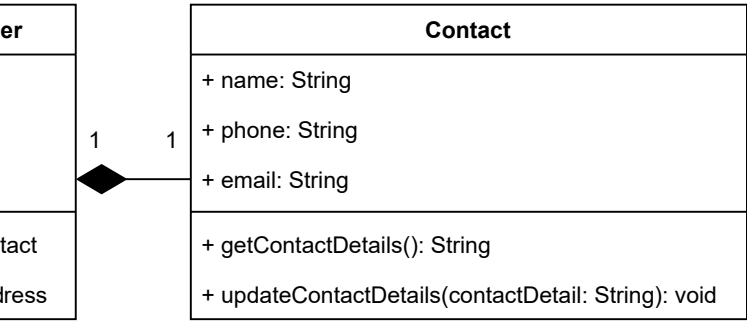 er
Contact
+ name: String
+ phone: String
1 1
+ email: String
tact
+ getContactDetails(): String
dress
+ updateContactDetails(contactDetail: String): void